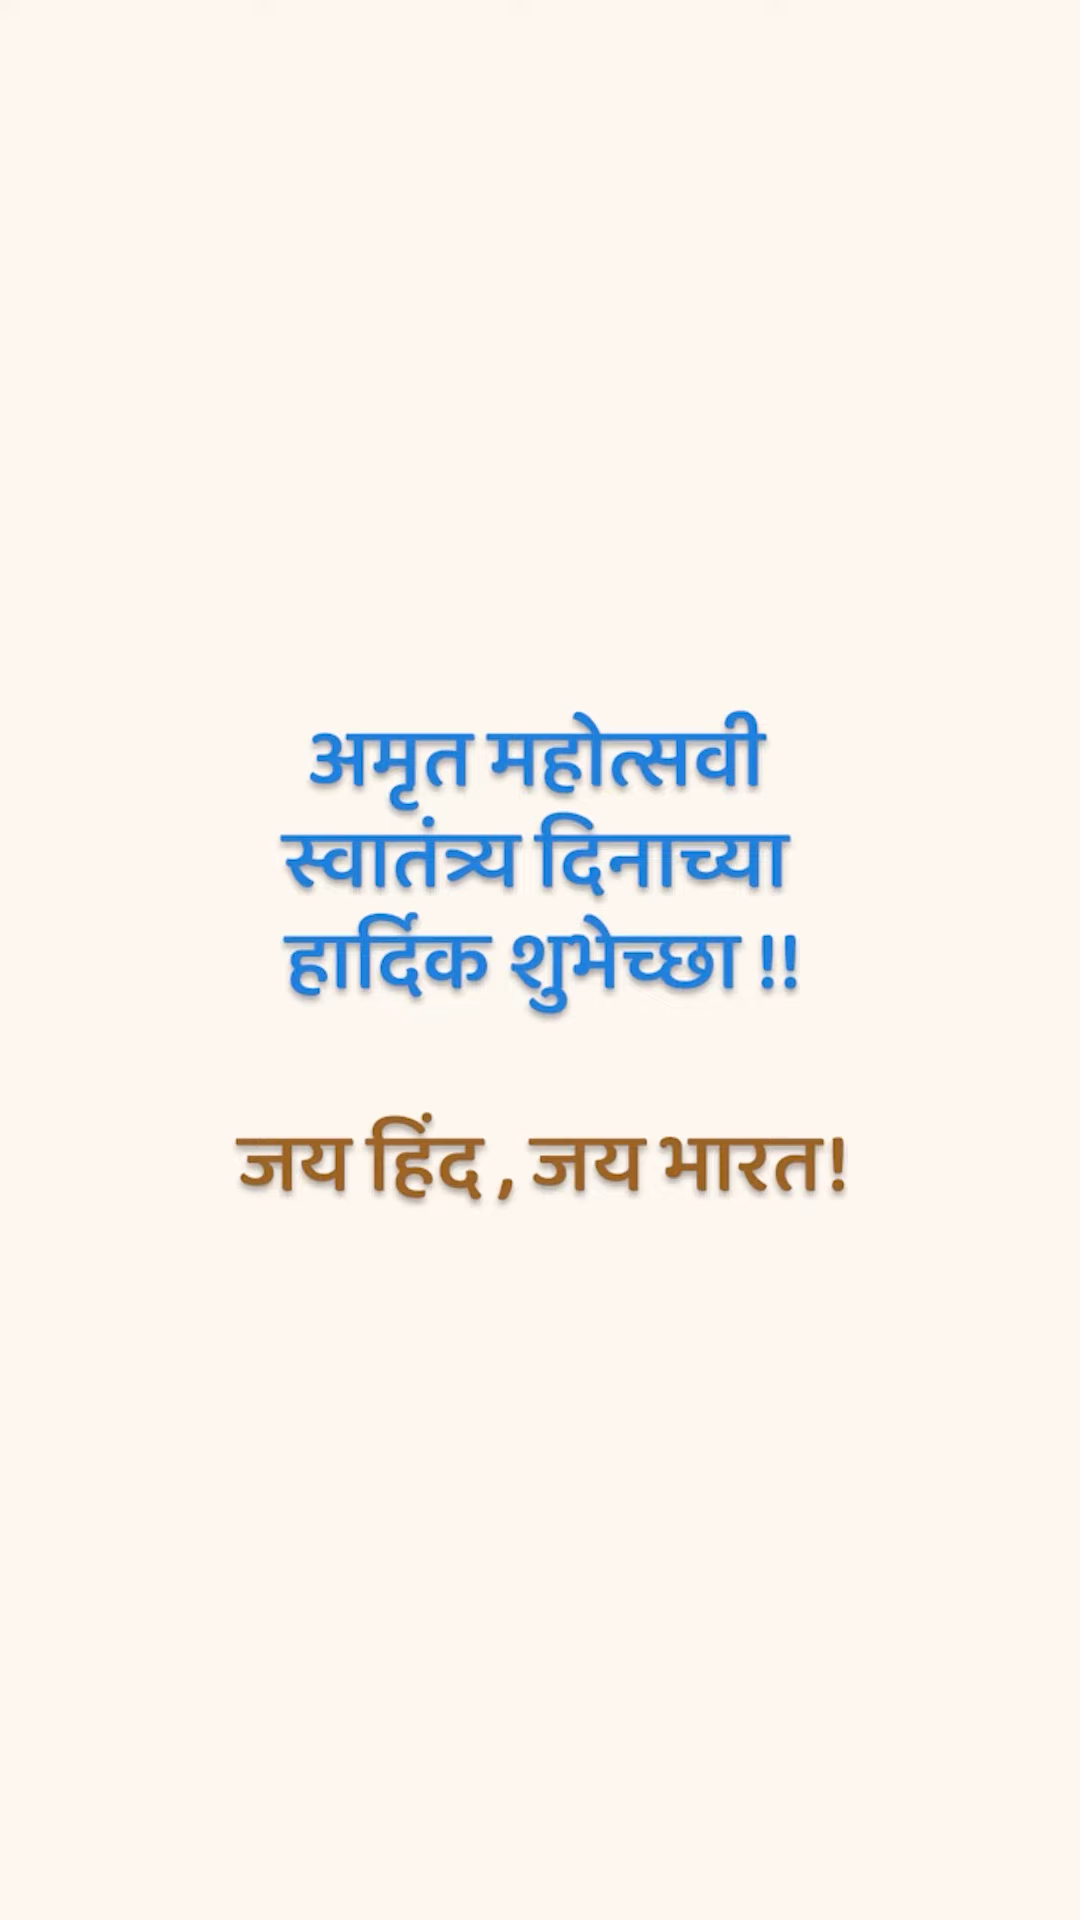 अमृत महोत्सवी
स्वातंत्र्य दिनाच्या
हार्दिक शुभेच्छा !!
जय हिंद , जय भारत!